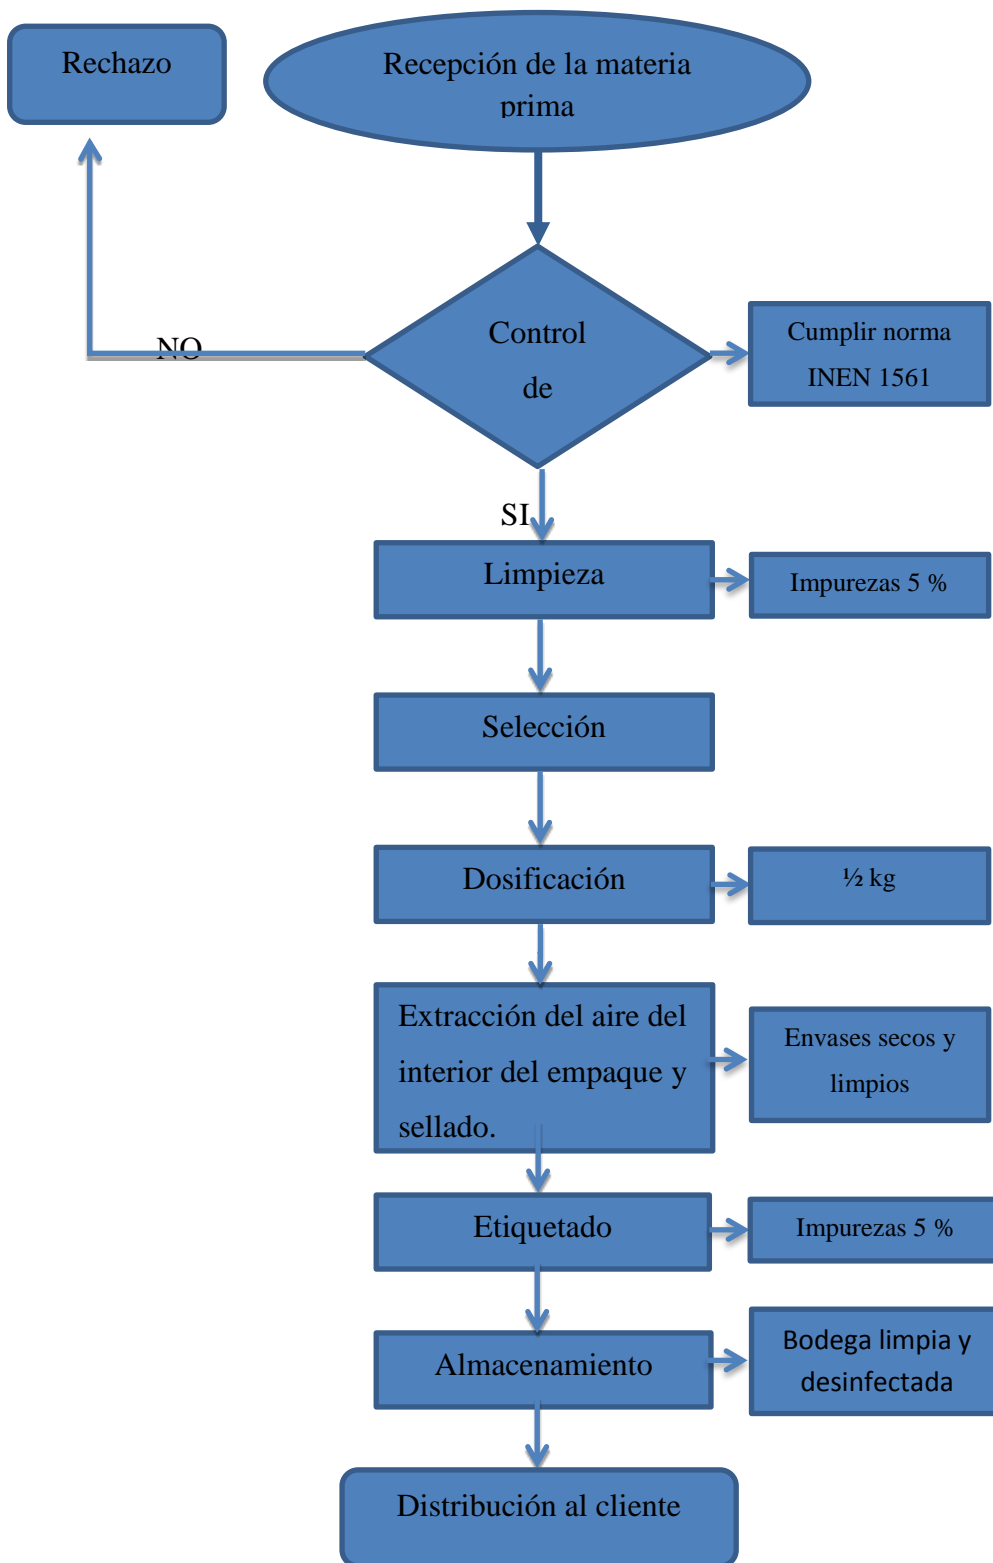 Rechazo
Recepción de la materia
prima
Control
de
Cumplir norma
INEN 1561
NO
SI
Limpieza
Impurezas 5 %
Selección
Dosificación
½ kg
Extracción del aire del
interior del empaque y
sellado.
Envases secos y
limpios
Etiquetado
Impurezas 5 %
Almacenamiento
Bodega limpia y
desinfectada
Distribución al cliente